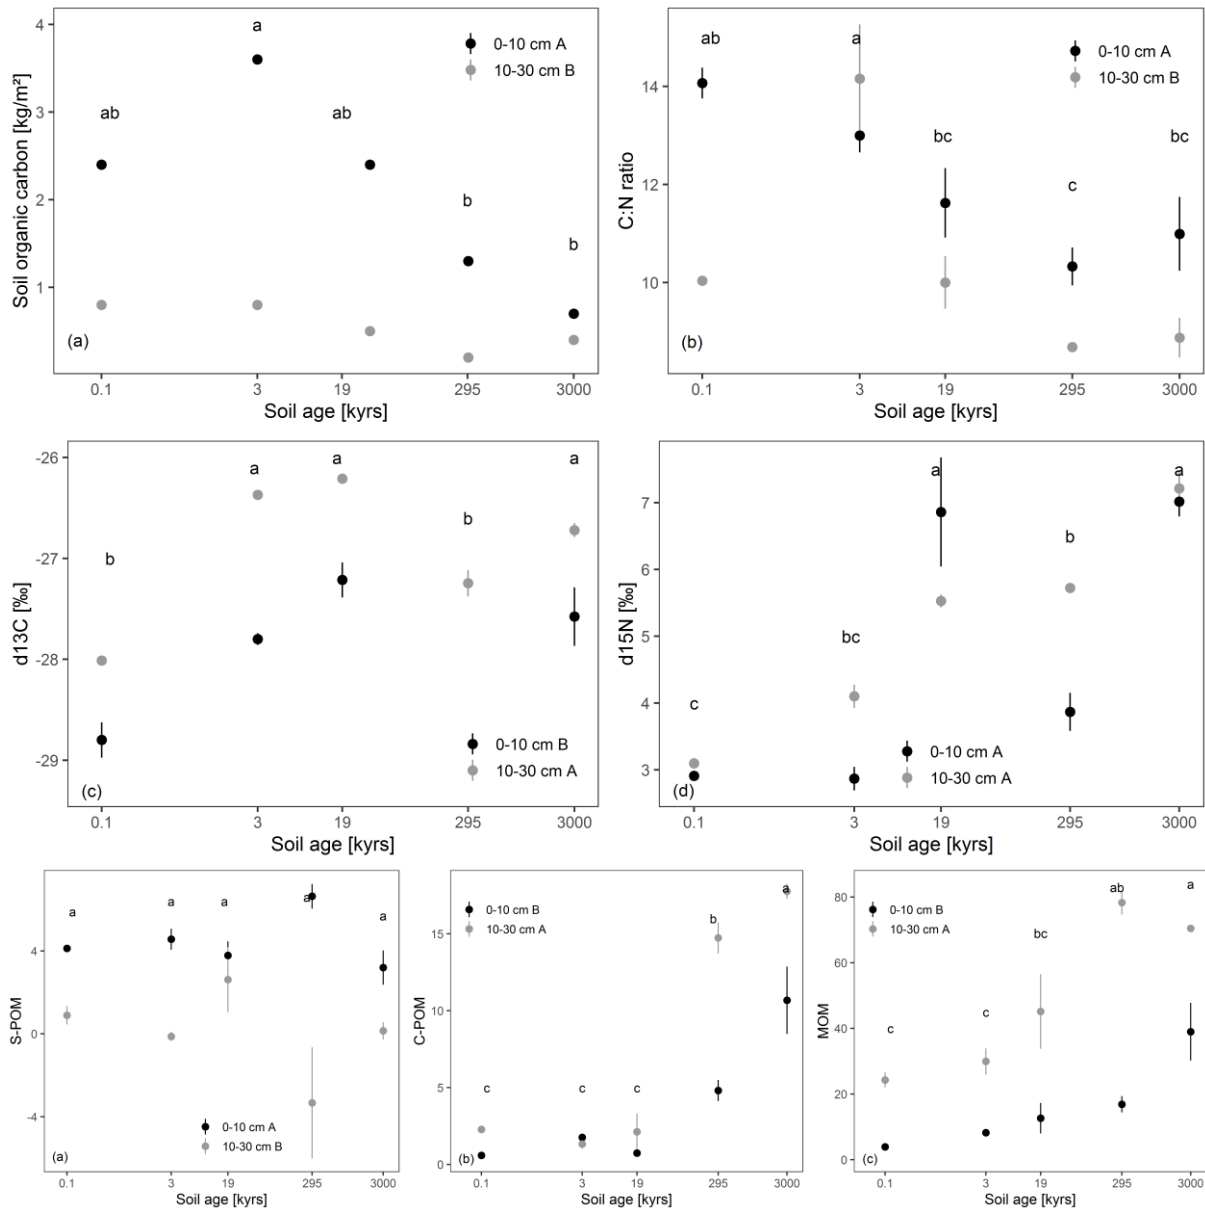 4
3
2
1
Soil organic carbon [kg/m²]
a
ab
ab
b
b
0-10 cm A
10-30 cm B
(a)
0.1 3 19 295 3000
Soil age [kyrs]
14
12
10
C:N ratio
ab
a
bc
c
bc
0-10 cm A
10-30 cm B
(b)
0.1 3 19 295 3000
Soil age [kyrs]
-26
-27
-28
-29
d13C [‰]
b
a
a
b
a
0-10 cm B
10-30 cm A
(c)
0.1 3 19 295 3000
Soil age [kyrs]
7
6
5
4
3
d15N [‰]
c
bc
a
b
a
0-10 cm A
10-30 cm A
(d)
0.1 3 19 295 3000
Soil age [kyrs]
4
0
-4
S-POM
a
a
a
a
a
0-10 cm A
10-30 cm B
(a)
0.1 3 19 295 3000
Soil age [kyrs]
15
10
5
0
C-POM
0-10 cm B
10-30 cm A
c
c
c
b
a
(b)
0.1 3 19 295 3000
Soil age [kyrs]
80
60
40
20
0
MOM
0-10 cm B
10-30 cm A
c
c
bc
ab
a
(c)
0.1 3 19 295 3000
Soil age [kyrs]